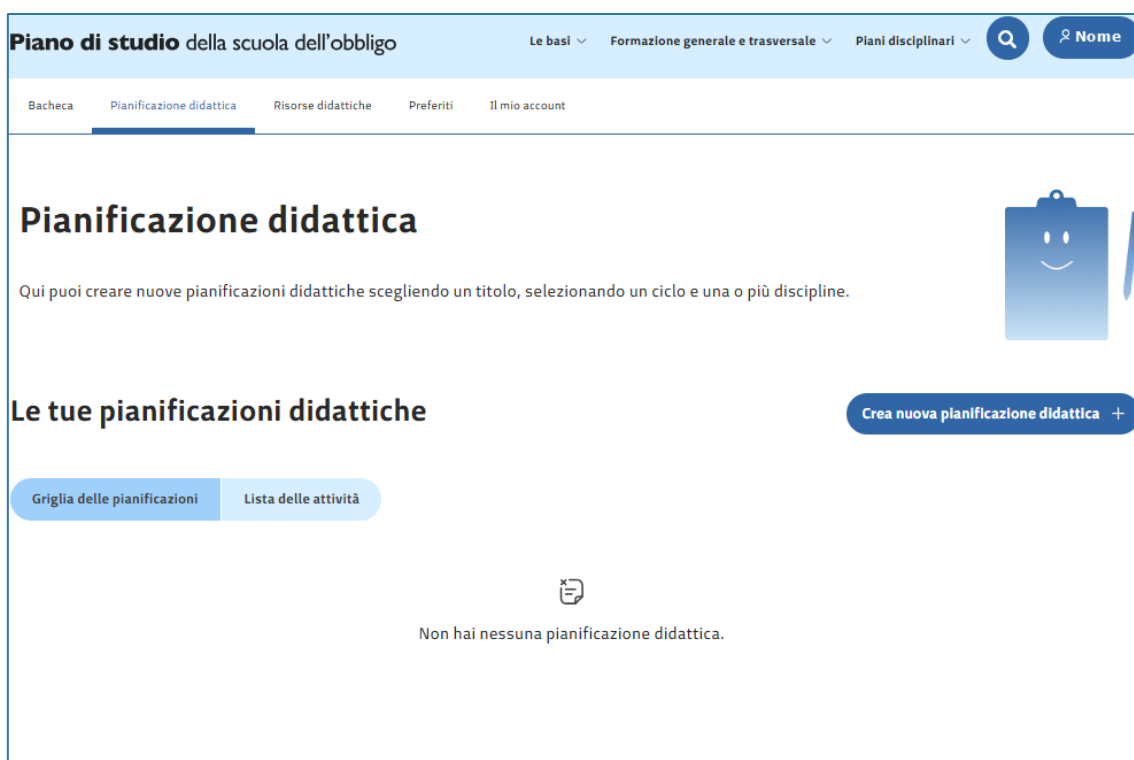 Piano di studio della scuola dell'obbligo
Le basi
Formazione generale e trasversale
Piani disciplinari
Nome
Bacheca
Pianificazione didattica
Risorse didattiche
Preferiti
Il mio account
Pianificazione didattica
Qui puoi creare nuove pianificazioni didattiche scegliendo un titolo, selezionando un ciclo e una o più discipline.
Le tue pianificazioni didattiche
Crea nuova pianificazione didattica +
Griglia delle pianificazioni
Lista delle attività
Non hai nessuna pianificazione didattica.